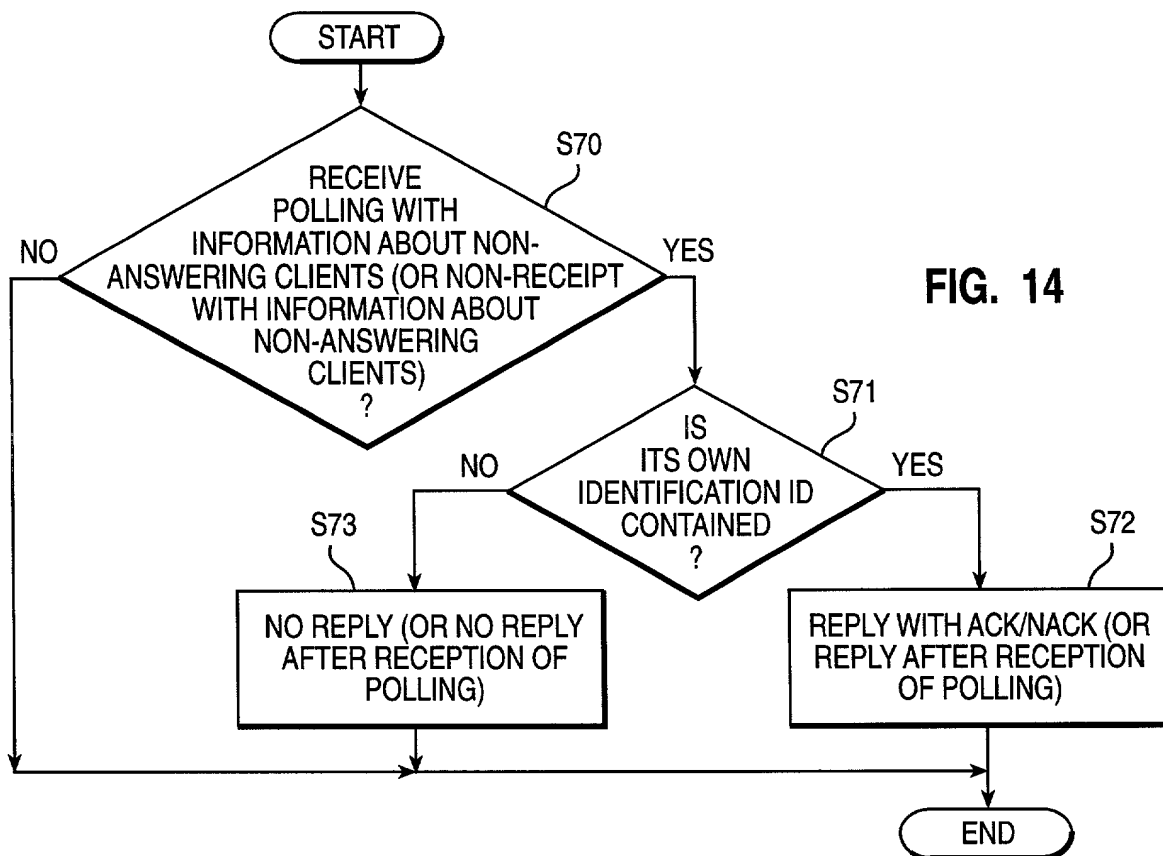 START
S70
RECEIVE
POLLING WITH
INFORMATION ABOUT NON-
ANSWERING CLIENTS (OR NON-RECEIPT
WITH INFORMATION ABOUT
NON-ANSWERING
CLIENTS)
?
NO
YES
FIG. 14
S71
IS
ITS OWN
IDENTIFICATION ID
CONTAINED
?
NO
YES
S73
NO REPLY (OR NO REPLY
AFTER RECEPTION OF
POLLING)
S72
REPLY WITH ACK/NACK (OR
REPLY AFTER RECEPTION
OF POLLING)
END